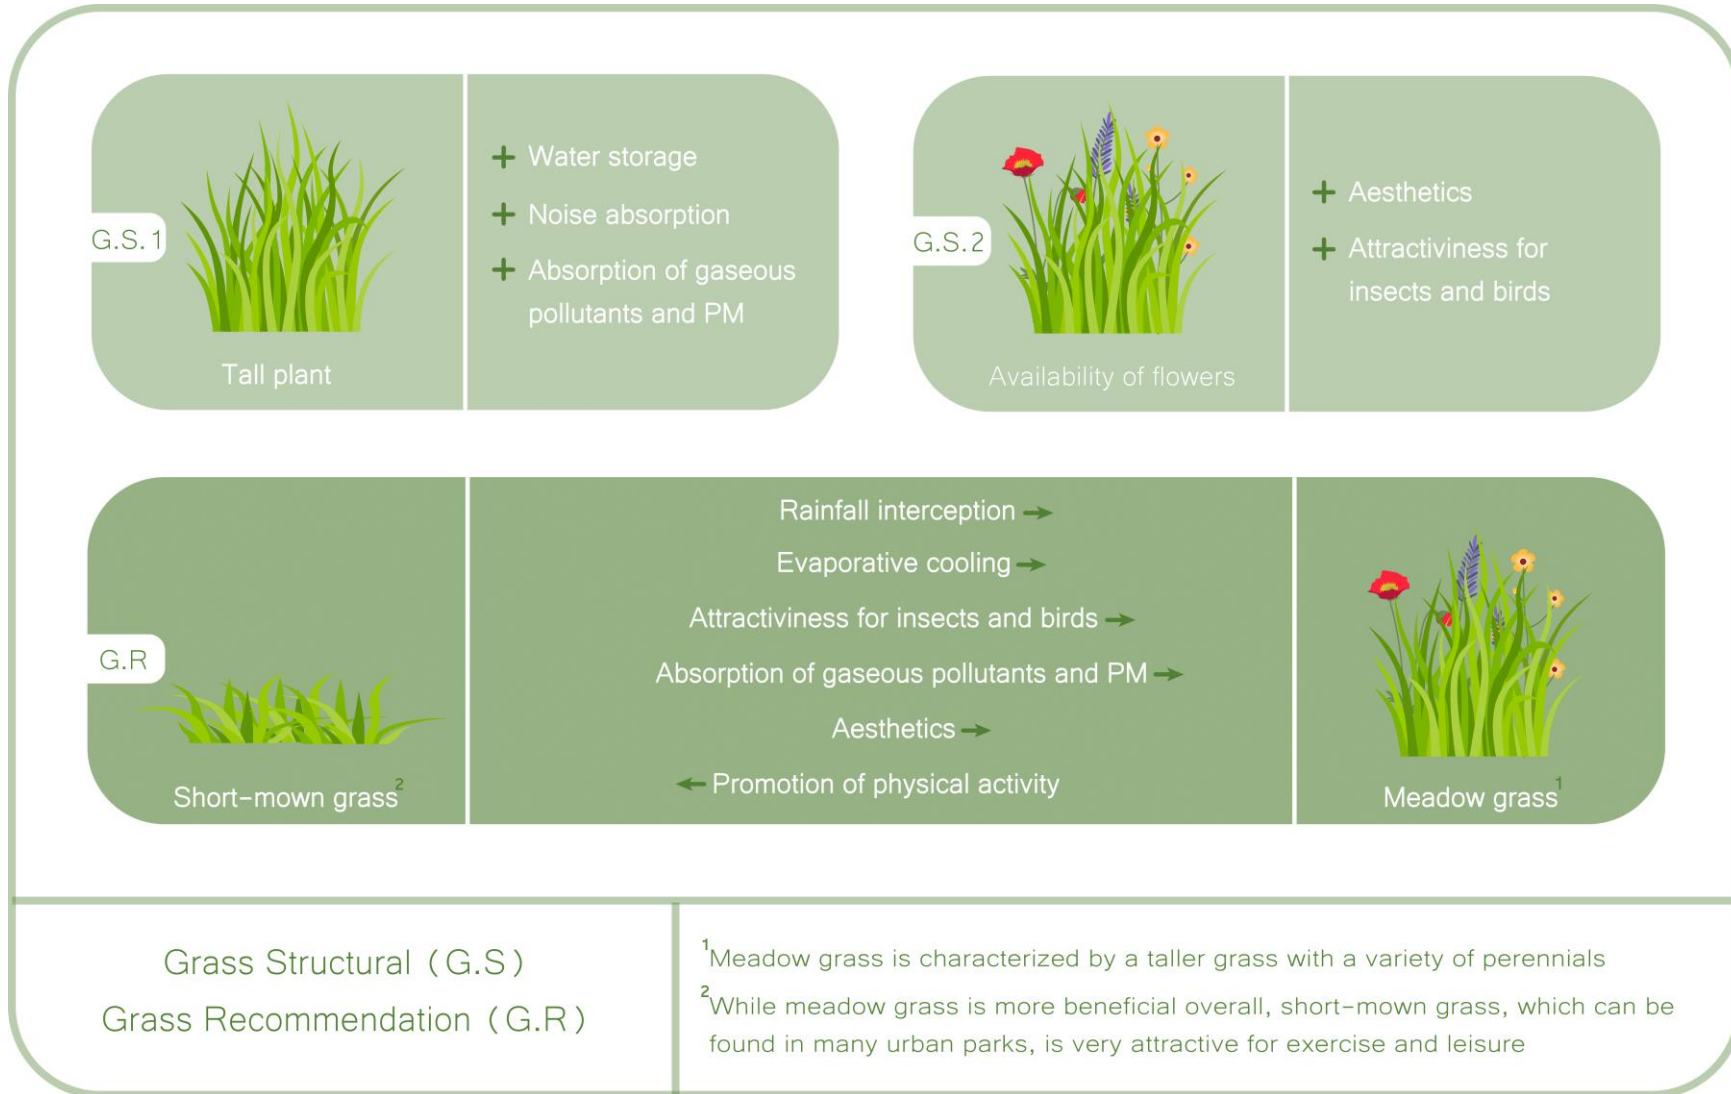 G.S.1
Tall plant
+ Water storage
+ Noise absorption
+ Absorption of gaseous
pollutants and PM
G.S.2
Availability of flowers
+ Aesthetics
+ Attractiviness for
insects and birds
G.R
Short-mown grass²
Rainfall interception →
Evaporative cooling →
Attractiviness for insects and birds →
Absorption of gaseous pollutants and PM →
Aesthetics →
← Promotion of physical activity
Meadow grass¹
Grass Structural (G.S)
Grass Recommendation (G.R)
¹Meadow grass is characterized by a taller grass with a variety of perennials
²While meadow grass is more beneficial overall, short-mown grass, which can be
found in many urban parks, is very attractive for exercise and leisure